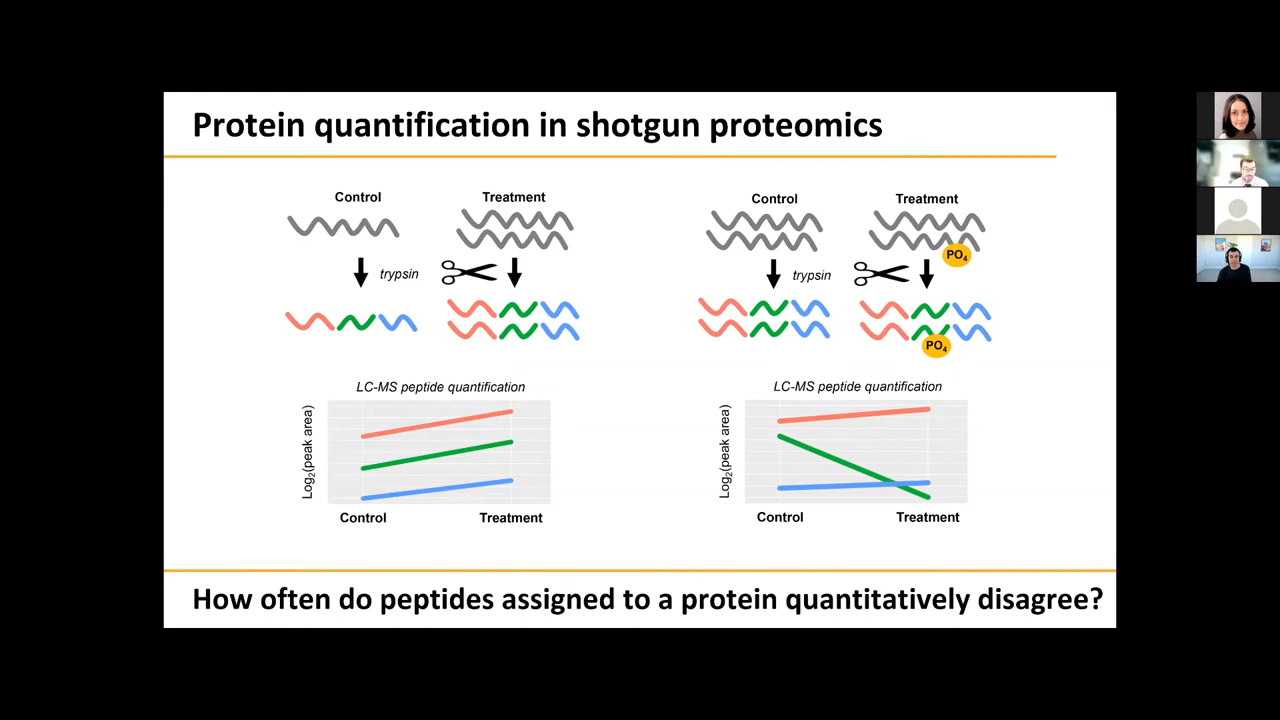 Protein quantification in shotgun proteomics
Control
Treatment
trypsin
LC-MS peptide quantification
Log2(peak area)
Control
Treatment
Control
Treatment
PO4
trypsin
PO4
LC-MS peptide quantification
Log2(peak area)
Control
Treatment
How often do peptides assigned to a protein quantitatively disagree?